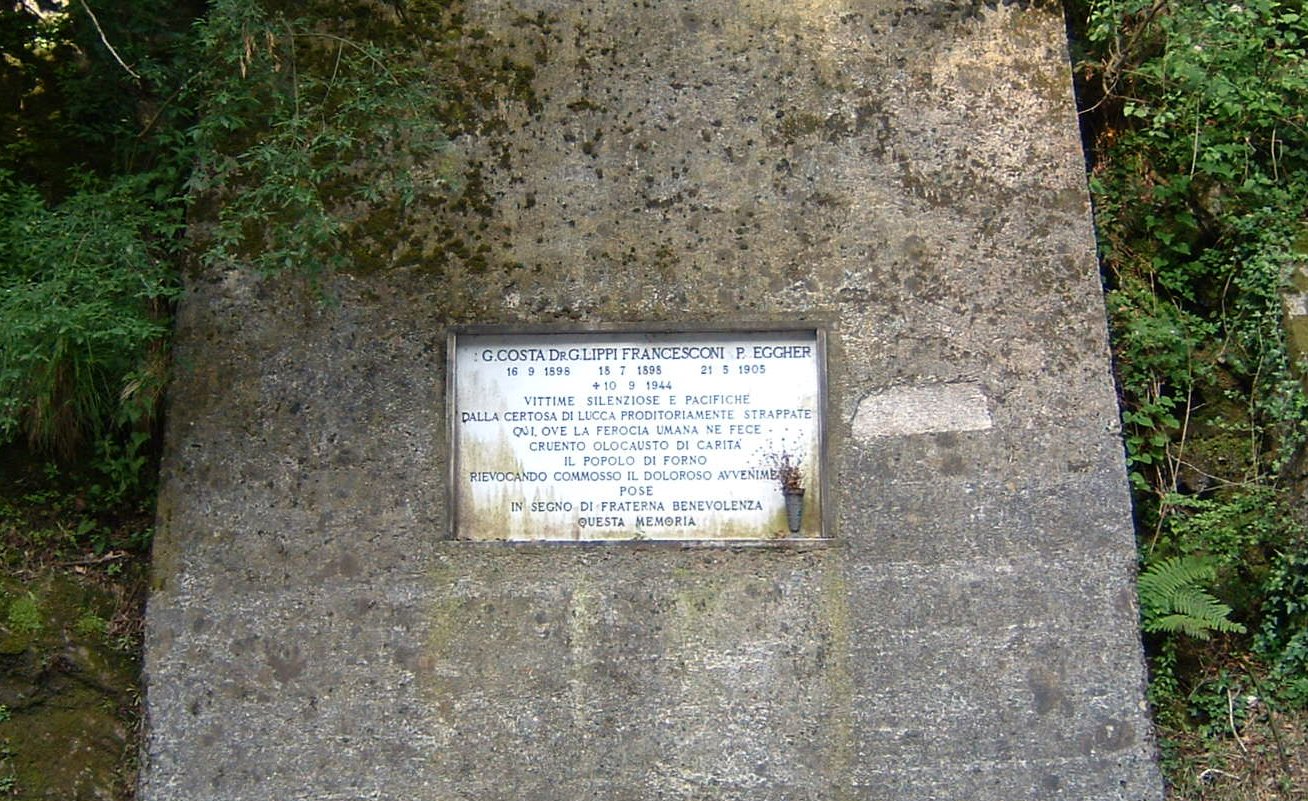 G. COSTA DR. G. LIPPI FRANCESCONI P. EGGHER
16 9 1898 18 7 1898 21 5 1905
+ 10 9 1944
VITTIME SILENZIOSE E PACIFICHE
DALLA CERTOSA DI LUCCA PRODITORIAMENTE STRAPPATE
QUI, OVE LA FEROCIA UMANA NE FECE
CRUENTO OLOCAUSTO DI CARITA'
IL POPOLO DI FORNO
RIEVOCANDO COMMOSSO IL DOLOROSO
POSE
IN SEGNO DI FRATERNA BENEVOLENZA
QUESTA MEMORIA